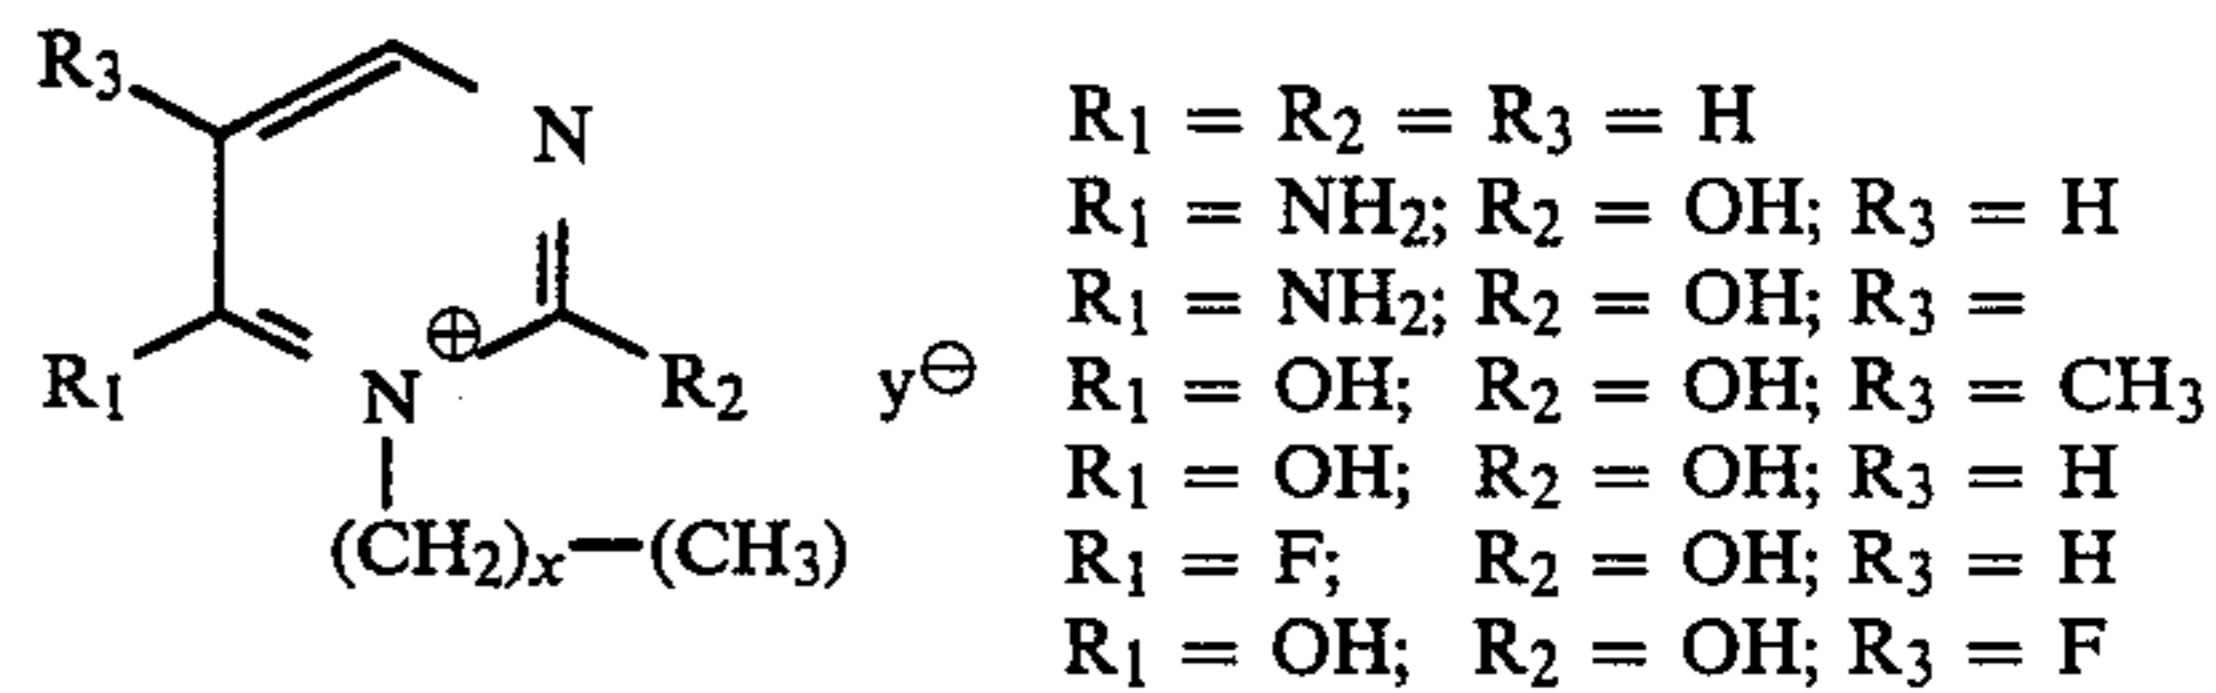 R3
N
R1
N⊕
R2
y⊖
(CH2)x—(CH3)
R1 = R2 = R3 = H
R1 = NH2; R2 = OH; R3 = H
R1 = NH2; R2 = OH; R3 =
R1 = OH; R2 = OH; R3 = CH3
R1 = OH; R2 = OH; R3 = H
R1 = F; R2 = OH; R3 = H
R1 = OH; R2 = OH; R3 = F